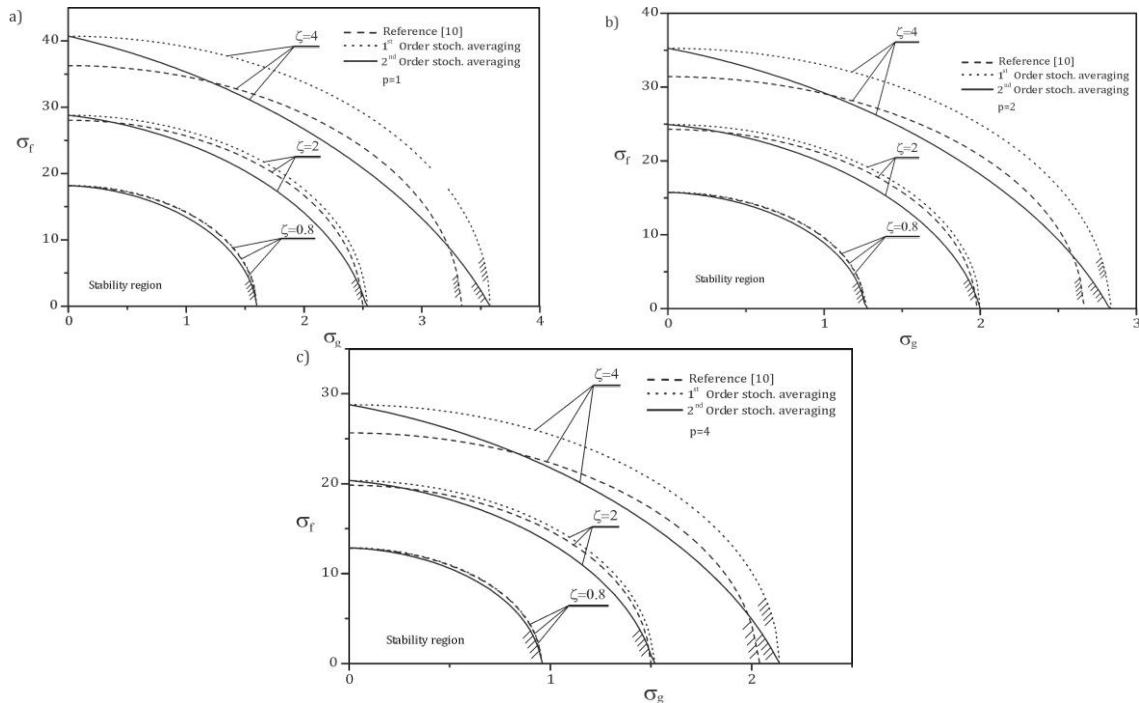 a)
ζ=4
Reference [10]
1st Order stoch. averaging
2nd Order stoch. averaging
p=1
40
30
σf
ζ=2
20
10
ζ=0.8
Stability region
0
0 1 2 3 4
σg
b)
40
ζ=4
Reference [10]
1st Order stoch. averaging
2nd Order stoch. averaging
p=2
30
σf
ζ=2
20
10
ζ=0.8
Stability region
0
0 1 2 3
σg
c)
ζ=4
Reference [10]
1st Order stoch. averaging
2nd Order stoch. averaging
p=4
30
20
σf
ζ=2
10
ζ=0.8
Stability region
0
0 1 2
σg